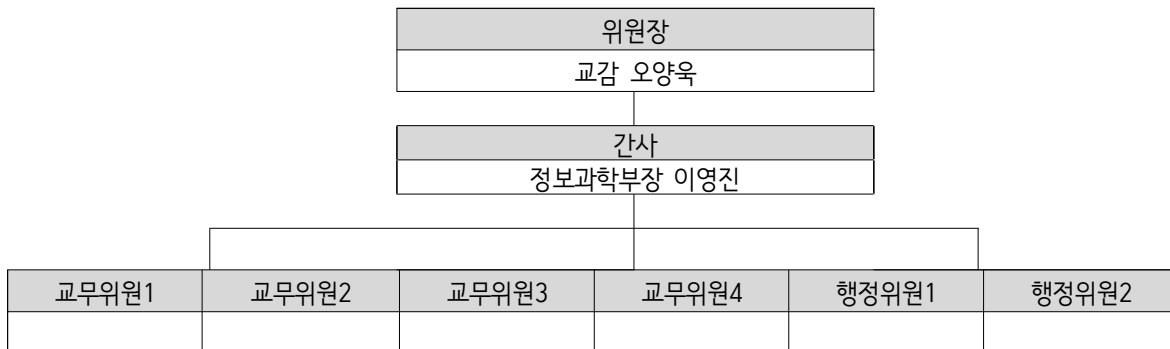 위원장
교감 오양욱
간사
정보과학부장 이영진
교무위원1 교무위원2 교무위원3 교무위원4 행정위원1 행정위원2